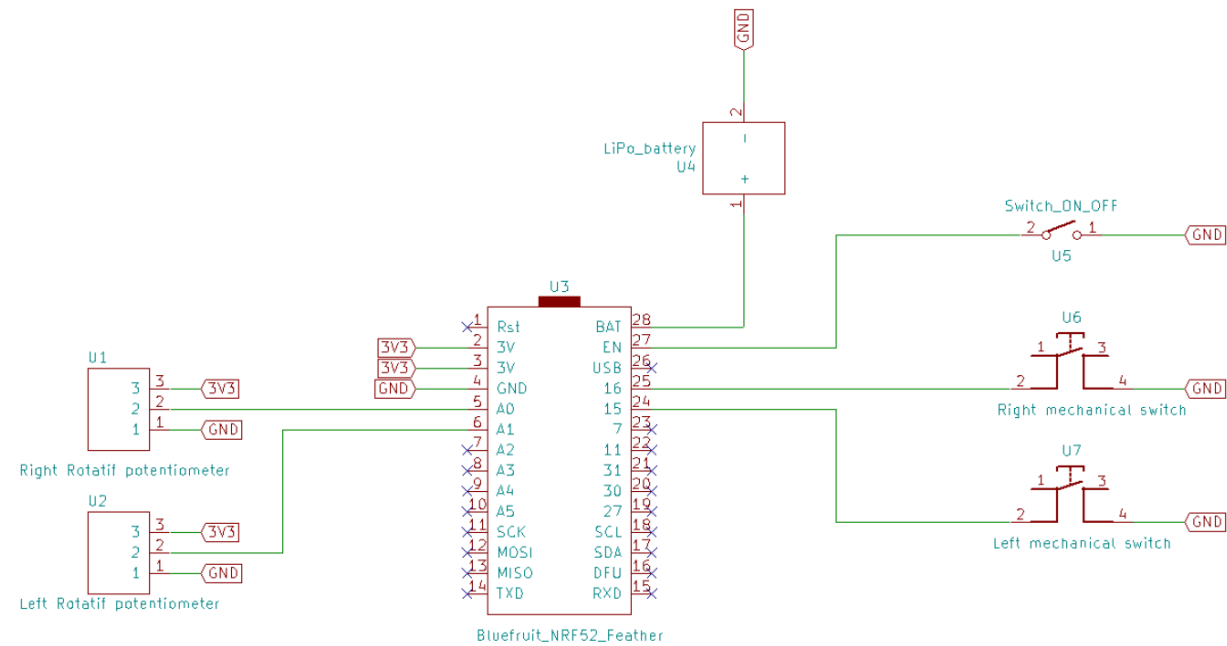 GND
2
-
LiPo_battery
U4
+
1
Switch_ON_OFF
2 1 GND
U5
U3
1 Rst BAT 28
3V3 2 3V EN 27
3V3 3 3V USB 26
GND 4 GND 16 25
5 A0 15 24
6 A1 7 23
7 A2 11 22
8 A3 31 21
9 A4 30 20
10 A5 27 19
11 SCK SCL 18
12 MOSI SDA 17
13 MISO DFU 16
14 TXD RXD 15
Bluefruit_NRF52_Feather
U1
3 3 3V3
2 2
1 1 GND
Right Rotatif potentiometer
U2
3 3 3V3
2 2
1 1 GND
Left Rotatif potentiometer
U6
1 3
2 4 GND
Right mechanical switch
U7
1 3
2 4 GND
Left mechanical switch